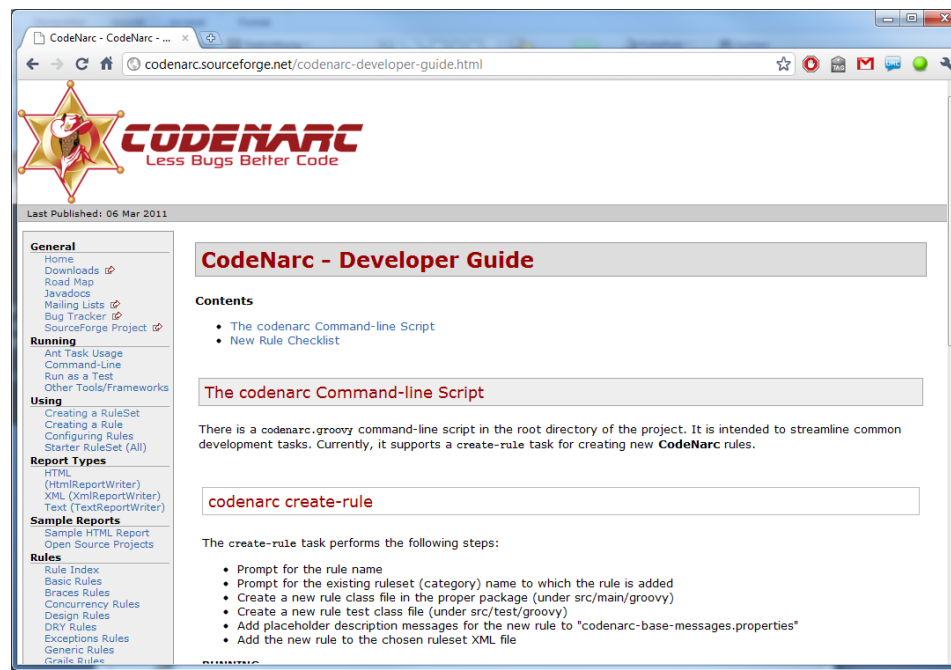 CodeNarc - CodeNarc - ...
codenarc.sourceforge.net/codenarc-developer-guide.html
CODENARC
Less Bugs Better Code
Last Published: 06 Mar 2011
General
Home
Downloads
Road Map
Javadocs
Mailing Lists
Bug Tracker
SourceForge Project
Running
Ant Task Usage
Command-Line
Run as a Test
Other Tools/Frameworks
Using
Creating a RuleSet
Creating a Rule
Configuring Rules
Starter RuleSet (All)
Report Types
HTML
(HtmlReportWriter)
XML (XmlReportWriter)
Text (TextReportWriter)
Sample Reports
Sample HTML Report
Open Source Projects
Rules
Rule Index
Basic Rules
Braces Rules
Concurrency Rules
Design Rules
DRY Rules
Exceptions Rules
Generic Rules
Grails Rules
CodeNarc - Developer Guide
Contents
The codenarc Command-line Script
New Rule Checklist
The codenarc Command-line Script
There is a codenarc.groovy command-line script in the root directory of the project. It is intended to streamline common
development tasks. Currently, it supports a create-rule task for creating new CodeNarc rules.
codenarc create-rule
The create-rule task performs the following steps:
Prompt for the rule name
Prompt for the existing ruleset (category) name to which the rule is added
Create a new rule class file in the proper package (under src/main/groovy)
Create a new rule test class file (under src/test/groovy)
Add placeholder description messages for the new rule to "codenarc-base-messages.properties"
Add the new rule to the chosen ruleset XML file
RUNNING